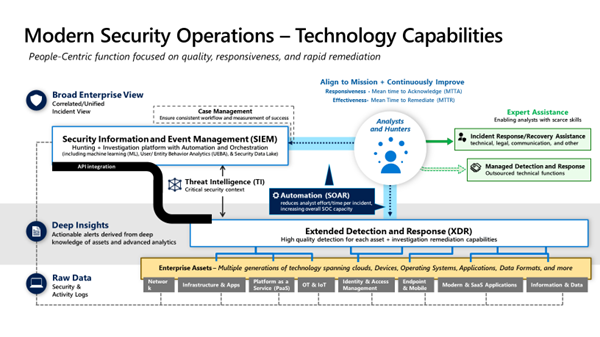 Modern Security Operations – Technology Capabilities
People-Centric function focused on quality, responsiveness, and rapid remediation
Align to Mission + Continuously Improve
Responsiveness - Mean time to Acknowledge (MTTA)
Effectiveness- Mean Time to Remediate (MTTR)
Broad Enterprise View
Correlated/Unified
Incident View
Case Management
Ensure consistent workflow and measurement of success
Analysts
and Hunters
Expert Assistance
Enabling analysts with scarce skills
Security Information and Event Management (SIEM)
Hunting + Investigation platform with Automation and Orchestration
(including machine learning (ML), User/ Entity Behavior Analytics (UEBA), & Security Data Lake)
Incident Response/Recovery Assistance
technical, legal, communication, and other
Managed Detection and Response
Outsourced technical functions
API integration
Threat Intelligence (TI)
Critical security context
Automation (SOAR)
reduces analyst effort/time per incident,
increasing overall SOC capacity
Deep Insights
Actionable alerts derived from deep
knowledge of assets and advanced analytics
Extended Detection and Response (XDR)
High quality detection for each asset + investigation remediation capabilities
Raw Data
Security &
Activity Logs
Enterprise Assets – Multiple generations of technology spanning clouds, Devices, Operating Systems, Applications, Data Formats, and more
Networ
k
Infrastructure & Apps
Platform as a
Service (PaaS)
OT & IoT
Identity & Access
Management
Endpoint
& Mobile
Modern & SaaS Applications
Information & Data